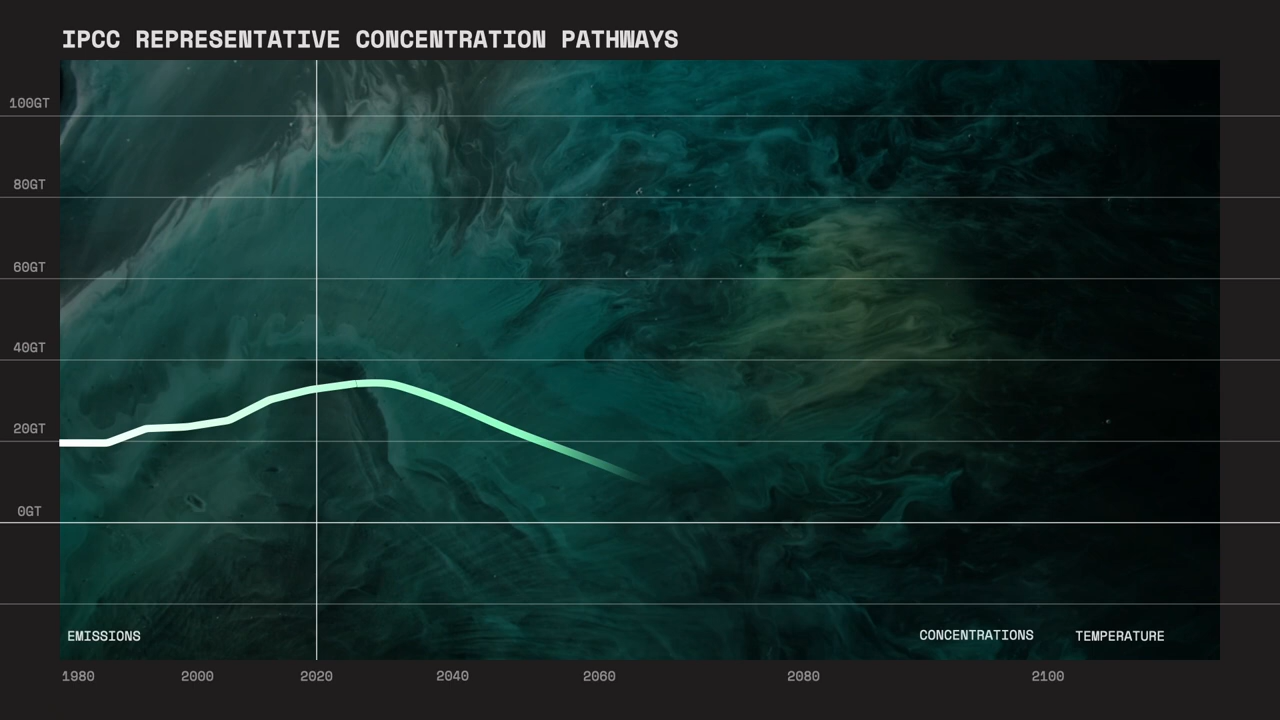 IPCC REPRESENTATIVE CONCENTRATION PATHWAYS
100GT
80GT
60GT
40GT
20GT
0GT
EMISSIONS
CONCENTRATIONS
TEMPERATURE
1980 2000 2020 2040 2060 2080 2100